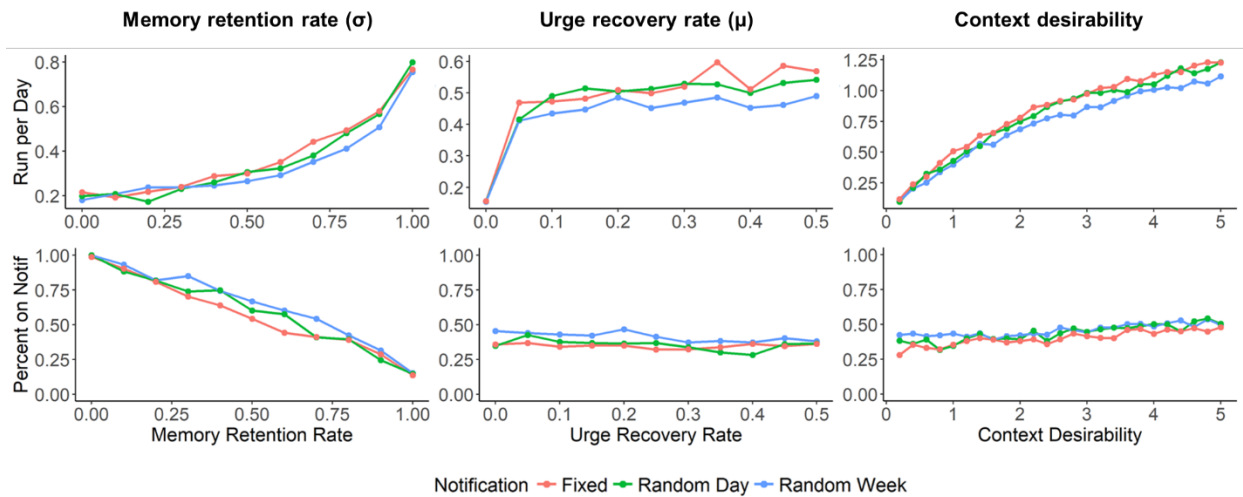 Memory retention rate (σ)
Urge recovery rate (μ)
Context desirability
Run per Day
0.8
0.6
0.4
0.2
0.00 0.25 0.50 0.75 1.00
0.6
0.5
0.4
0.3
0.2
0.0 0.1 0.2 0.3 0.4 0.5
1.25
1.00
0.75
0.50
0.25
0 1 2 3 4 5
Percent on Notif
1.00
0.75
0.50
0.25
0.00
0.00 0.25 0.50 0.75 1.00
Memory Retention Rate
1.00
0.75
0.50
0.25
0.00
0.0 0.1 0.2 0.3 0.4 0.5
Urge Recovery Rate
1.00
0.75
0.50
0.25
0.00
0 1 2 3 4 5
Context Desirability
Notification Fixed Random Day Random Week